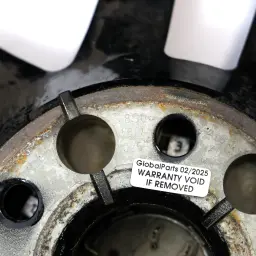 GlobalParts 02/2025
WARRANTY VOID
IF REMOVED